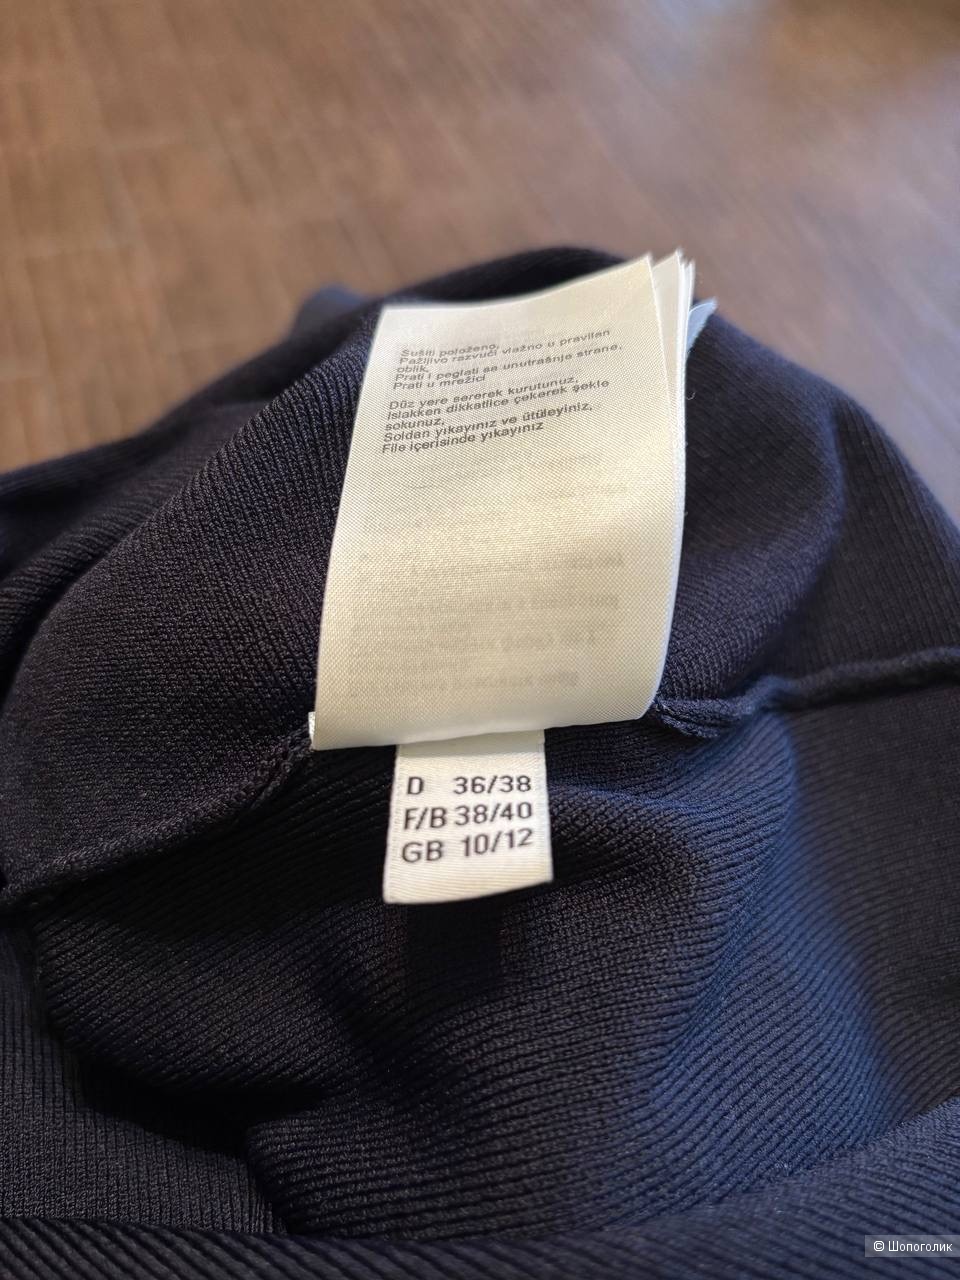 Sušiti položeno,
Pažljivo razvući vlažno u pravilan
oblik,
Prati i peglati sa unutrašnje strane,
Prati u mrežici
Düz yere sererek kurutunuz,
Islakken dikkatlice çekerek şekle
sokunuz,
Soldan yıkayınız ve ütüleyiniz,
File içerisinde yıkayınız
D 36/38
F/B 38/40
GB 10/12
© Шопоголик